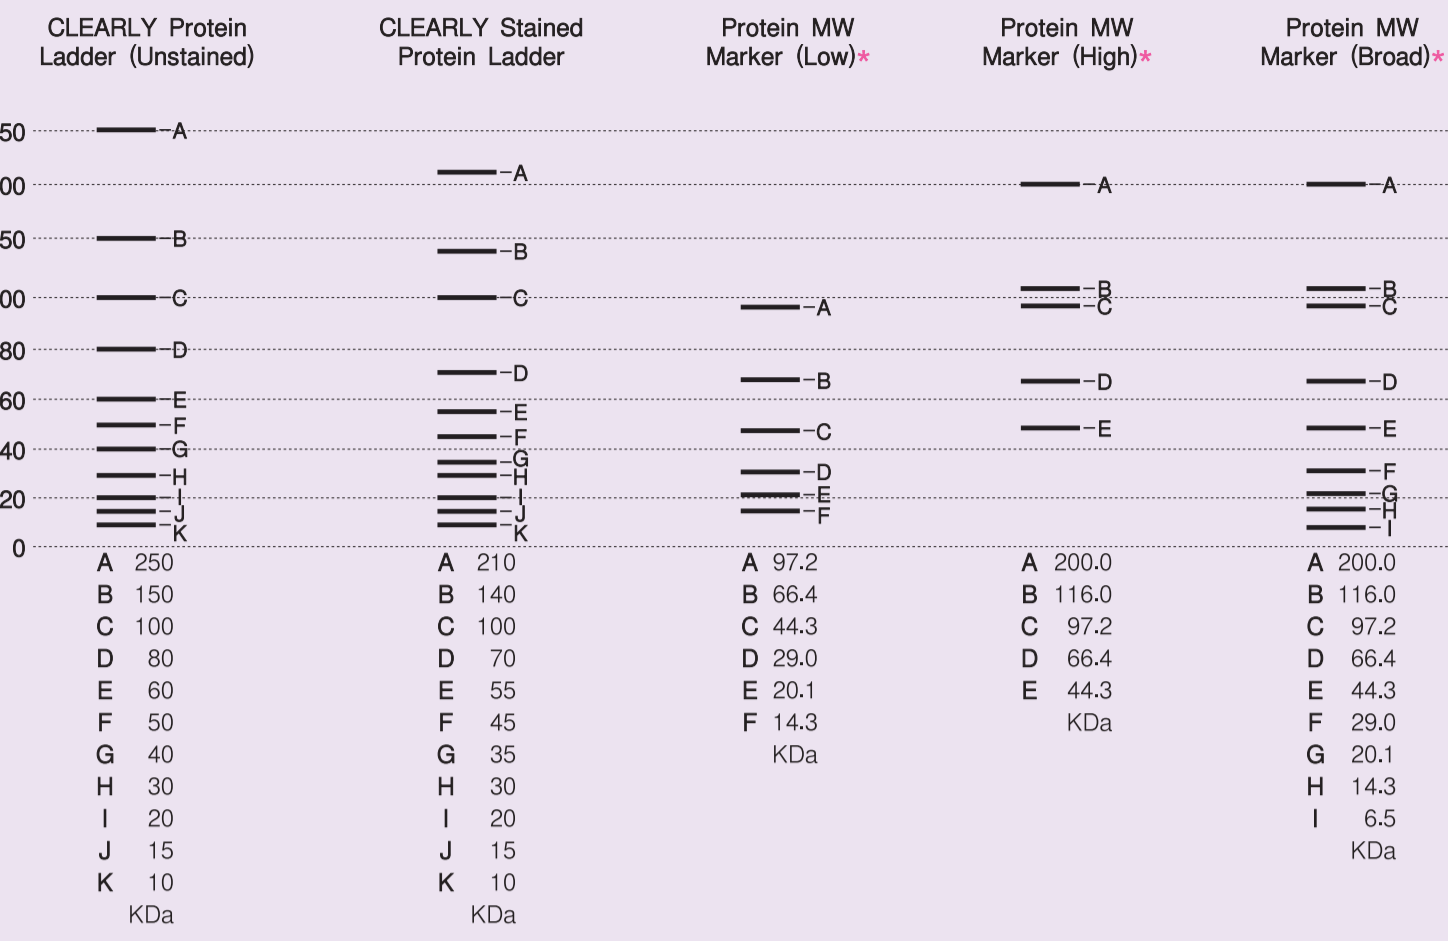 CLEARLY Protein
Ladder (Unstained)
CLEARLY Stained
Protein Ladder
Protein MW
Marker (Low)*
Protein MW
Marker (High)*
Protein MW
Marker (Broad)*
50
00
50
00
80
60
40
20
0
A
B
C
D
E
F
G
H
I
J
K
A
B
C
D
E
F
G
H
I
J
K
A
B
C
D
E
F
A
B
C
D
E
A
B
C
D
E
F
G
H
I
A 250
B 150
C 100
D 80
E 60
F 50
G 40
H 30
I 20
J 15
K 10
KDa
A 210
B 140
C 100
D 70
E 55
F 45
G 35
H 30
I 20
J 15
K 10
KDa
A 97.2
B 66.4
C 44.3
D 29.0
E 20.1
F 14.3
KDa
A 200.0
B 116.0
C 97.2
D 66.4
E 44.3
KDa
A 200.0
B 116.0
C 97.2
D 66.4
E 44.3
F 29.0
G 20.1
H 14.3
I 6.5
KDa